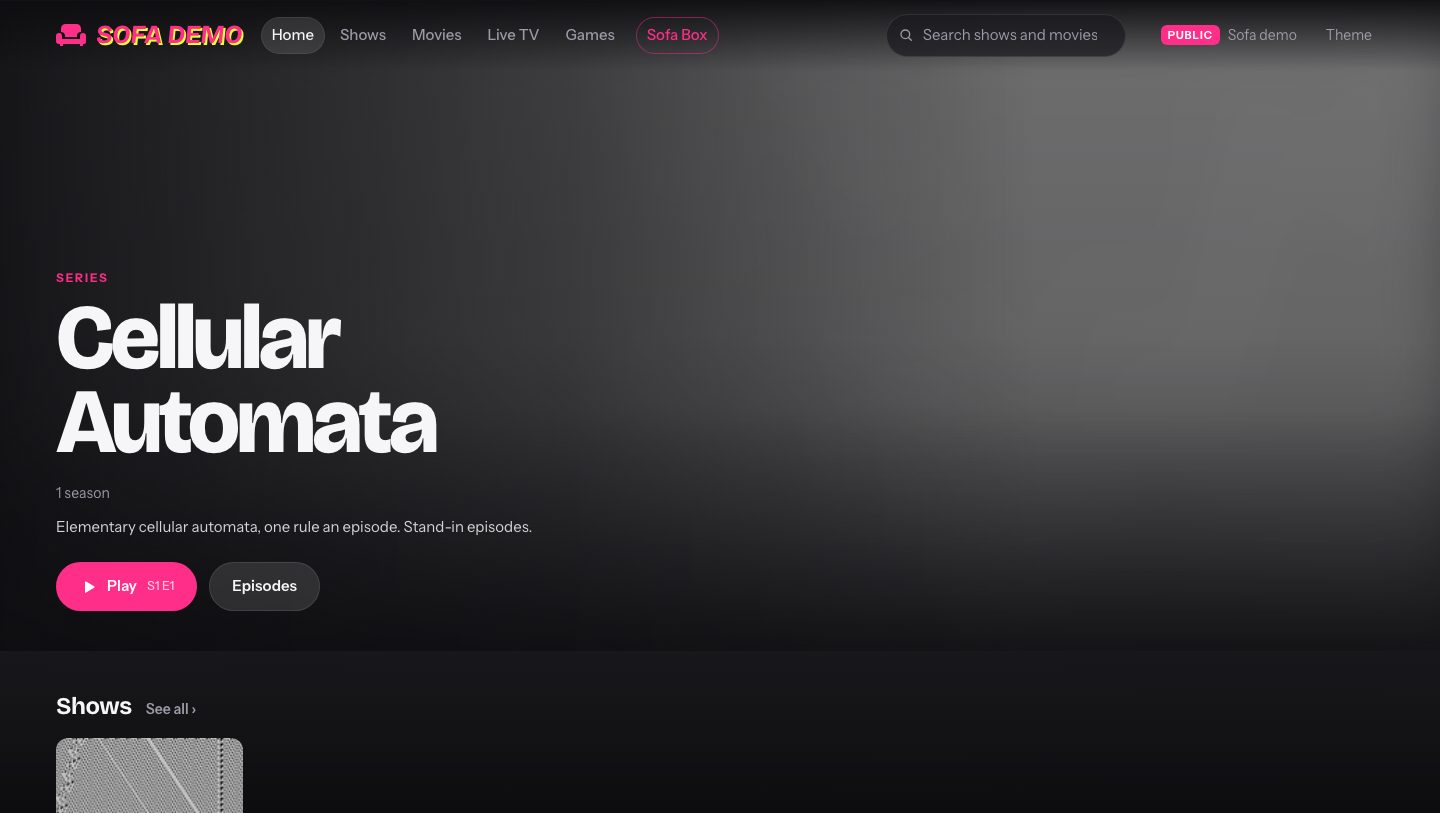 SOFA DEMO Home Shows Movies Live TV Games Sofa Box Search shows and movies PUBLIC Sofa demo Theme
SERIES
Cellular
Automata
1 season
Elementary cellular automata, one rule an episode. Stand-in episodes.
Play S1 E1 Episodes
Shows See all ›